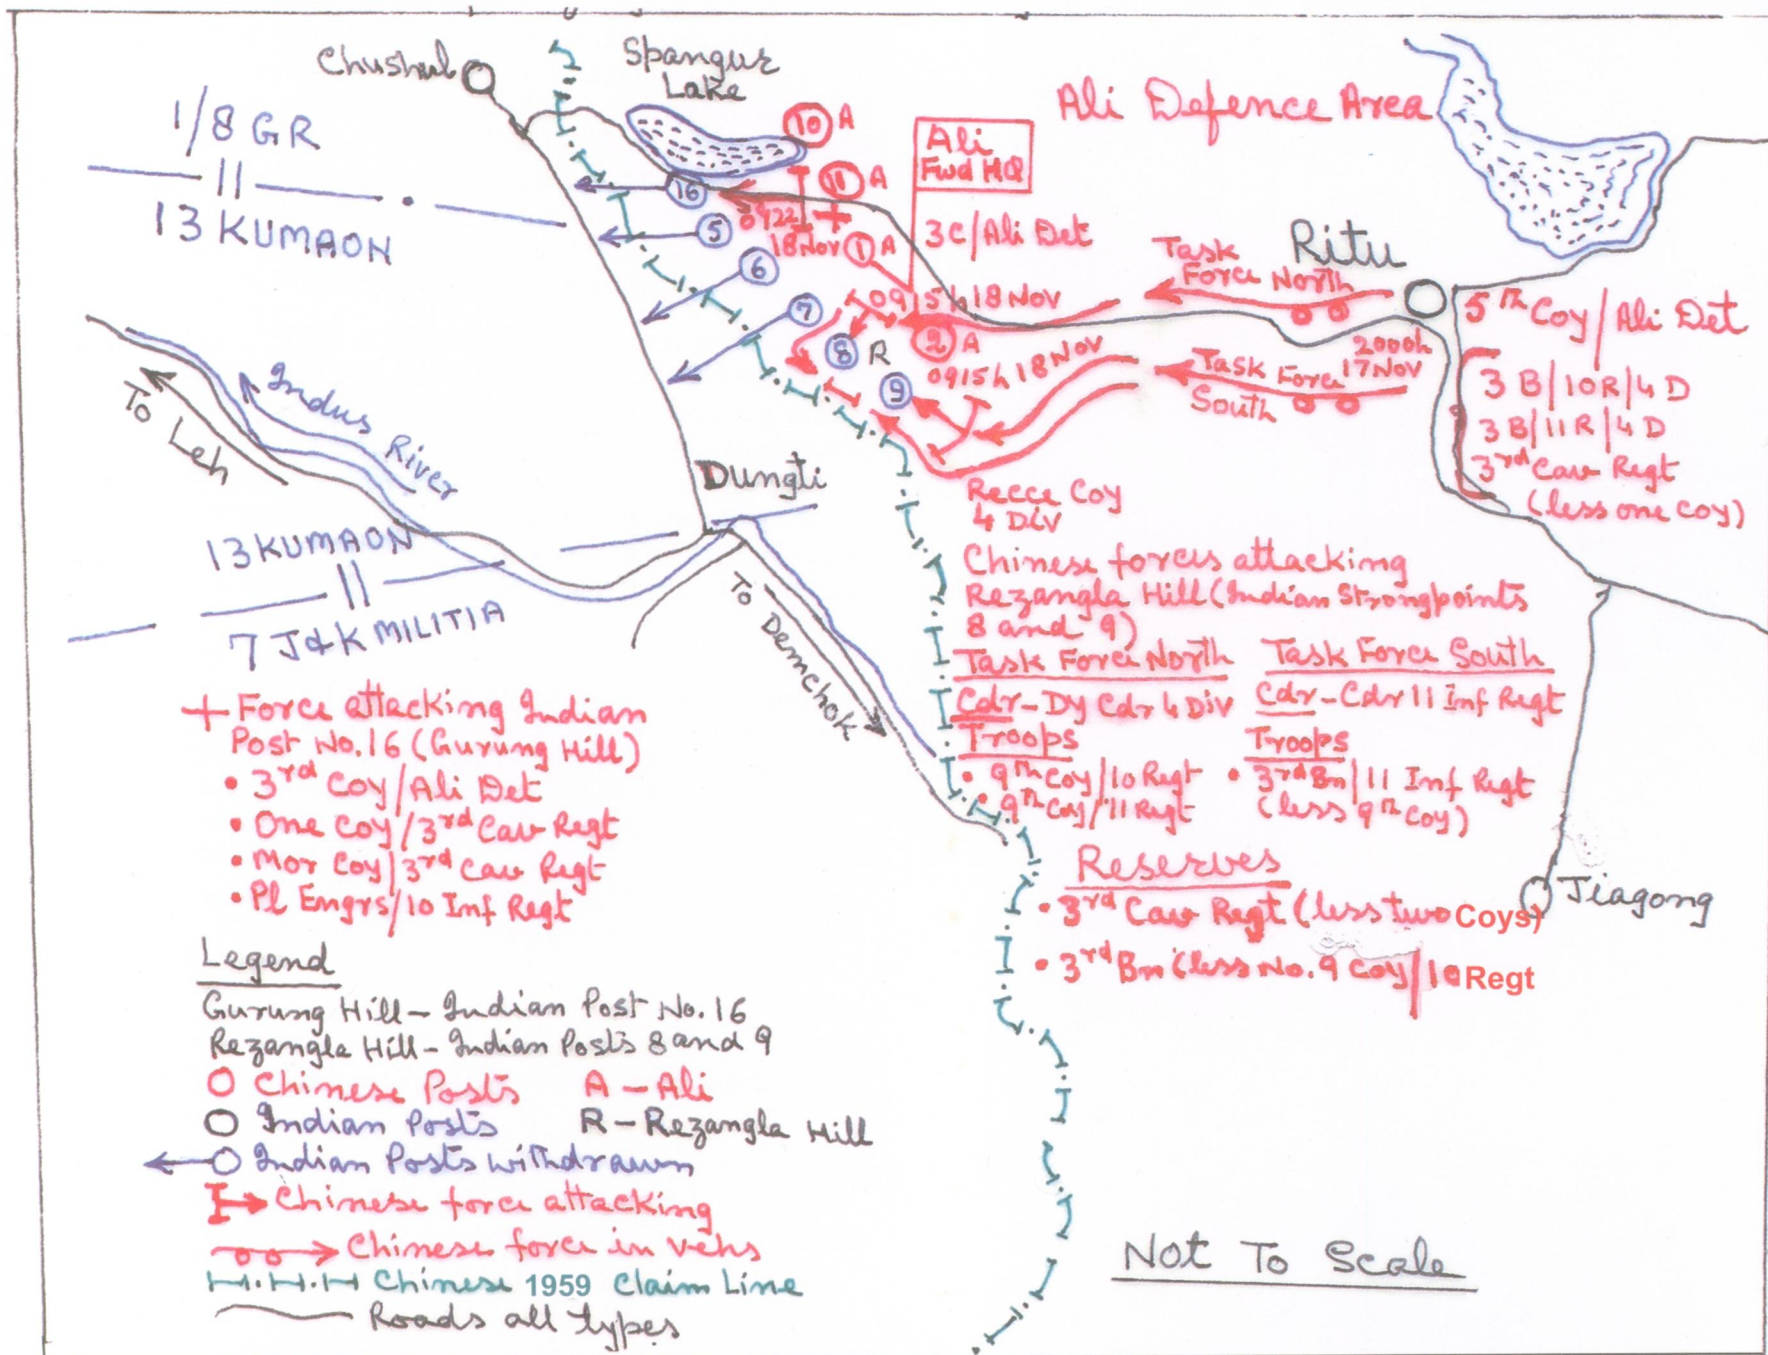 Chushul
Spangur
Lake
Ali Defence Area
1/8 GR
13 KUMAON
10 A
11 A
Ali
Fwd HQ
16
0922
18 Nov
5
1 A
3C/Ali Det
6
Task
Force North
Ritu
7
0915h 18 Nov
5th Coy/Ali Det
8 R
2 A
0915h 18 Nov
2000h
17 Nov
Task Force
South
9
3 B/10R/4 D
3 B/11R/4 D
3rd Cav Regt
(less one coy)
Indus River
To Leh
Dungti
Recce Coy
4 Div
13 KUMAON
7 J&K MILITIA
To Demchok
Chinese forces attacking
Rezangla Hill (Indian Strongpoints
8 and 9)
Task Force North
Cdr - Dy Cdr 4 Div
Troops
• 9th Coy/10 Regt
• 9th Coy/11 Regt
Task Force South
Cdr - Cdr 11 Inf Regt
Troops
• 3rd Bn/11 Inf Regt
(less 9th Coy)
Reserves
• 3rd Cav Regt (less two Coys)
• 3rd Bn (less No. 9 Coy/10 Regt
Jiagong
+ Force attacking Indian
Post No. 16 (Gurung Hill)
• 3rd Coy/Ali Det
• One Coy/3rd Cav Regt
• Mor Coy/3rd Cav Regt
• Pl Engrs/10 Inf Regt
Legend
Gurung Hill - Indian Post No. 16
Rezangla Hill - Indian Posts 8 and 9
Chinese Posts A - Ali
Indian Posts R - Rezangla Hill
Indian Posts withdrawn
Chinese force attacking
Chinese force in vehs
Chinese 1959 Claim Line
Roads all types
Not To Scale